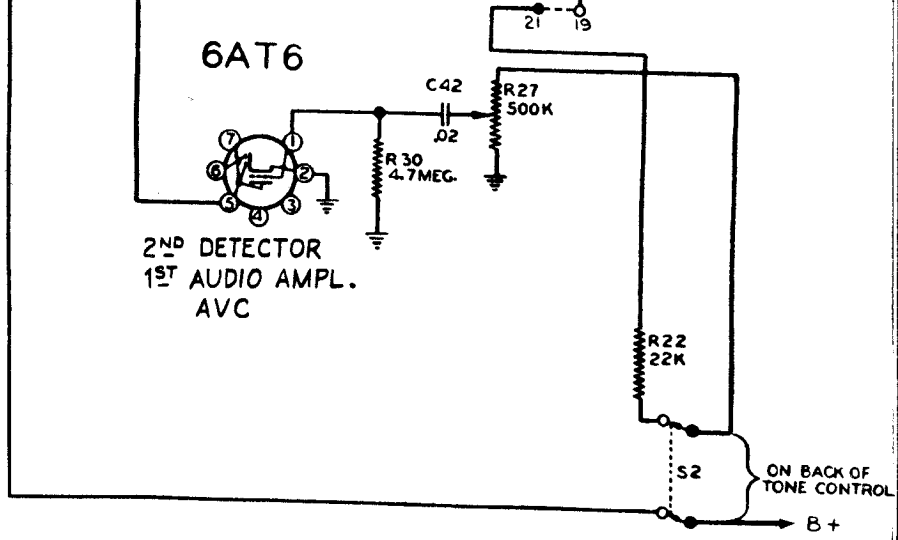 21
19
6AT6
C42
.02
R27
500K
R30
4.7MEG.
7
1
6
2
5
4
3
2ND DETECTOR
1ST AUDIO AMPL.
AVC
R22
22K
S2
ON BACK OF
TONE CONTROL
B+